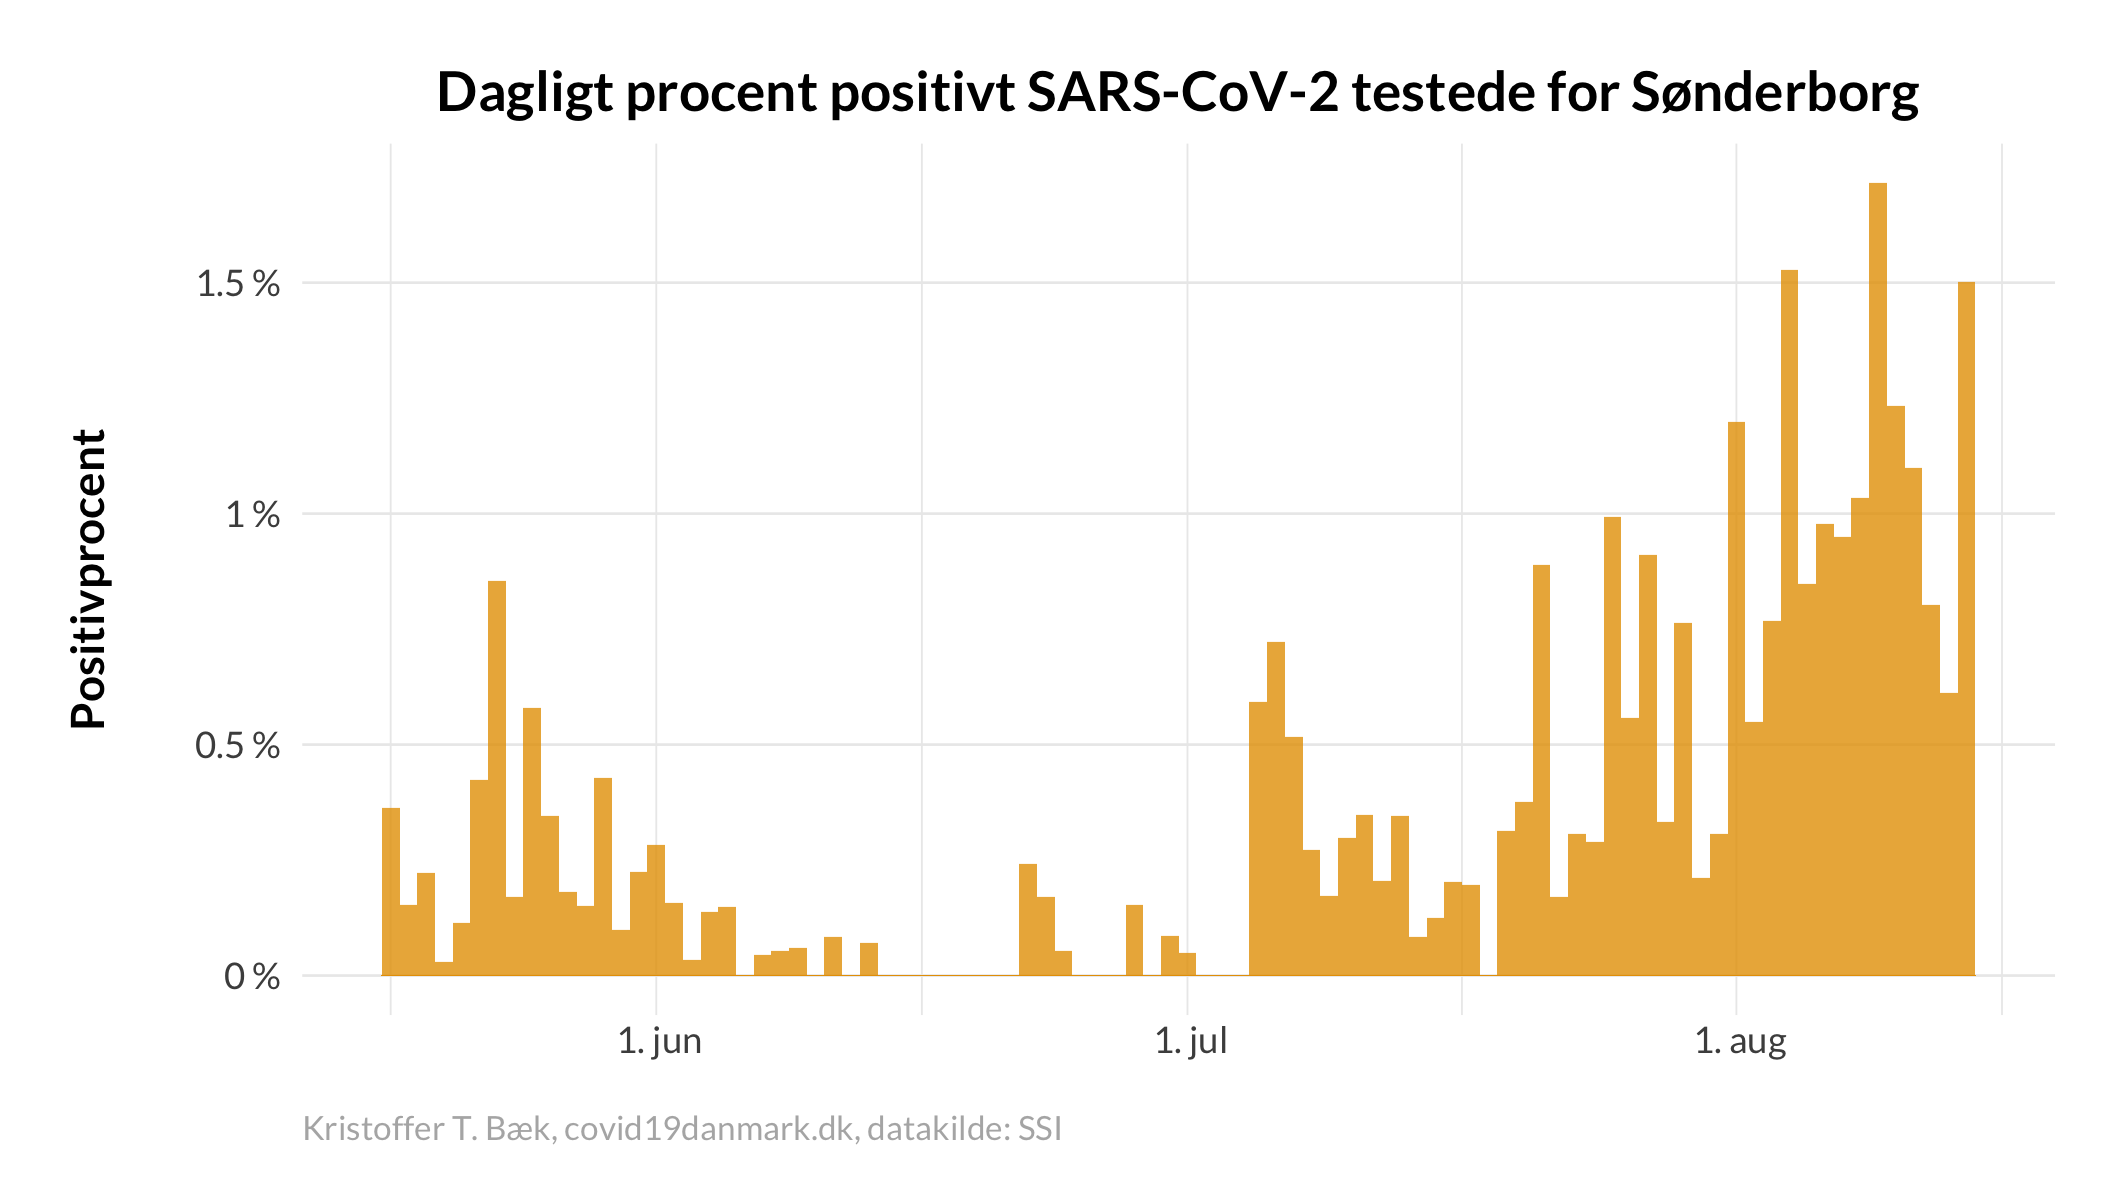 Dagligt procent positivt SARS-CoV-2 testede for Sønderborg
Positivprocent
1.5 %
1 %
0.5 %
0 %
1. jun
1. jul
1. aug
Kristoffer T. Bæk, covid19danmark.dk, datakilde: SSI